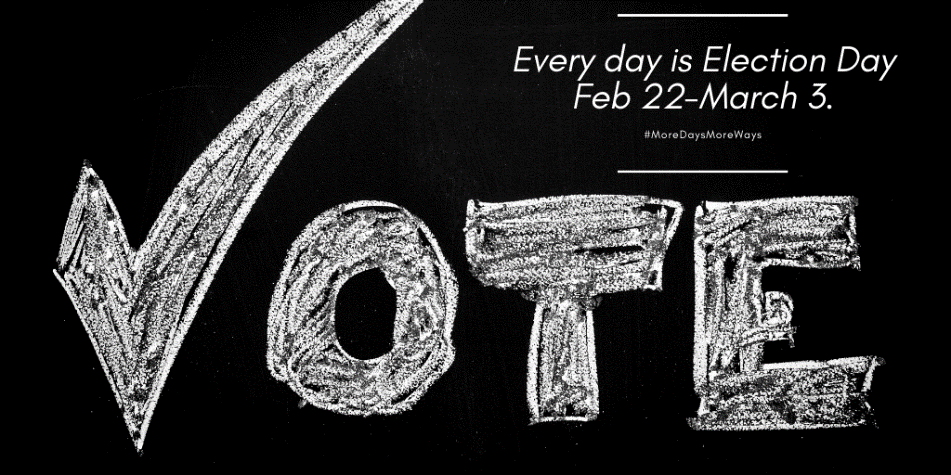 Every day is Election Day
Feb 22-March 3.
#MoreDaysMoreWays
VOTE